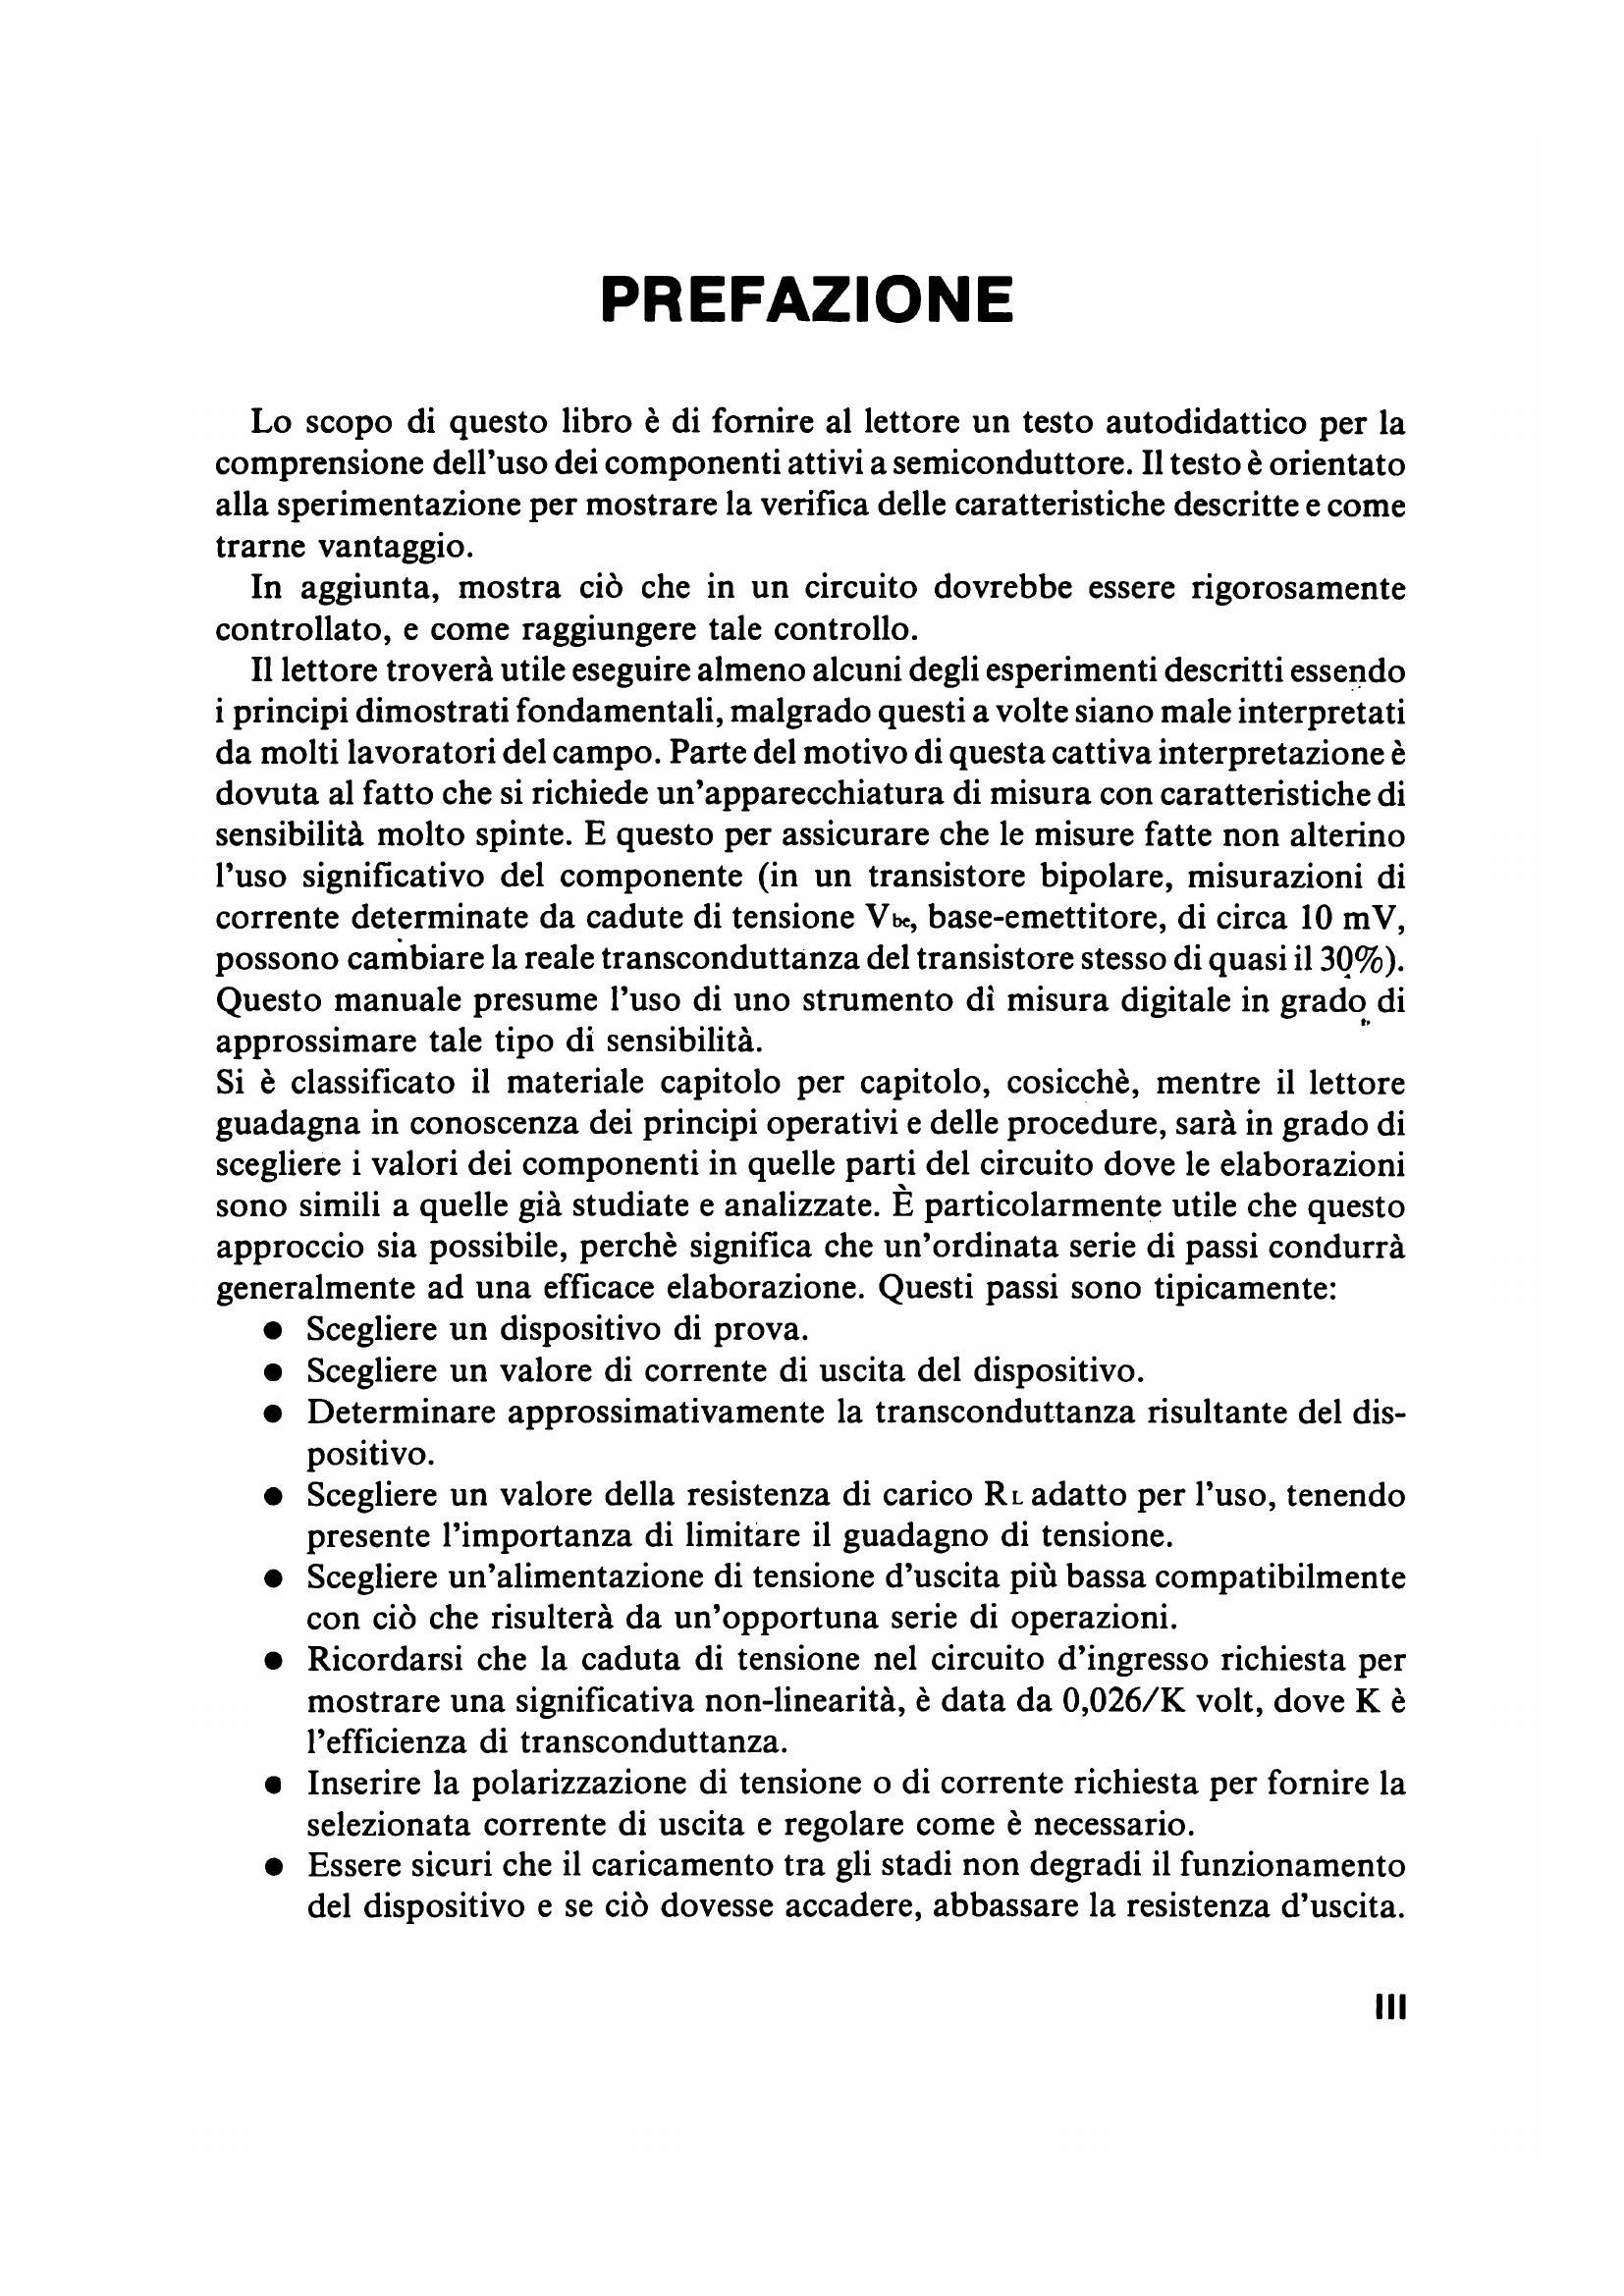 PREFAZIONE
Lo scopo di questo libro è di fornire al lettore un testo autodidattico per la
comprensione dell'uso dei componenti attivi a semiconduttore. Il testo è orientato
alla sperimentazione per mostrare la verifica delle caratteristiche descritte e come
trarne vantaggio.
In aggiunta, mostra ciò che in un circuito dovrebbe essere rigorosamente
controllato, e come raggiungere tale controllo.
Il lettore troverà utile eseguire almeno alcuni degli esperimenti descritti essendo
i principi dimostrati fondamentali, malgrado questi a volte siano male interpretati
da molti lavoratori del campo. Parte del motivo di questa cattiva interpretazione è
dovuta al fatto che si richiede un'apparecchiatura di misura con caratteristiche di
sensibilità molto spinte. E questo per assicurare che le misure fatte non alterino
l'uso significativo del componente (in un transistore bipolare, misurazioni di
corrente determinate da cadute di tensione Vbe, base-emettitore, di circa 10 mV,
possono cambiare la reale transconduttanza del transistore stesso di quasi il 30%).
Questo manuale presume l'uso di uno strumento di misura digitale in grado di
approssimare tale tipo di sensibilità.
Si è classificato il materiale capitolo per capitolo, cosicchè, mentre il lettore
guadagna in conoscenza dei principi operativi e delle procedure, sarà in grado di
scegliere i valori dei componenti in quelle parti del circuito dove le elaborazioni
sono simili a quelle già studiate e analizzate. È particolarmente utile che questo
approccio sia possibile, perchè significa che un'ordinata serie di passi condurrà
generalmente ad una efficace elaborazione. Questi passi sono tipicamente:
● Scegliere un dispositivo di prova.
● Scegliere un valore di corrente di uscita del dispositivo.
● Determinare approssimativamente la transconduttanza risultante del dis-
positivo.
● Scegliere un valore della resistenza di carico RL adatto per l'uso, tenendo
presente l'importanza di limitare il guadagno di tensione.
● Scegliere un'alimentazione di tensione d'uscita più bassa compatibilmente
con ciò che risulterà da un'opportuna serie di operazioni.
● Ricordarsi che la caduta di tensione nel circuito d'ingresso richiesta per
mostrare una significativa non-linearità, è data da 0,026/K volt, dove K è
l'efficienza di transconduttanza.
● Inserire la polarizzazione di tensione o di corrente richiesta per fornire la
selezionata corrente di uscita e regolare come è necessario.
● Essere sicuri che il caricamento tra gli stadi non degradi il funzionamento
del dispositivo e se ciò dovesse accadere, abbassare la resistenza d'uscita.
III